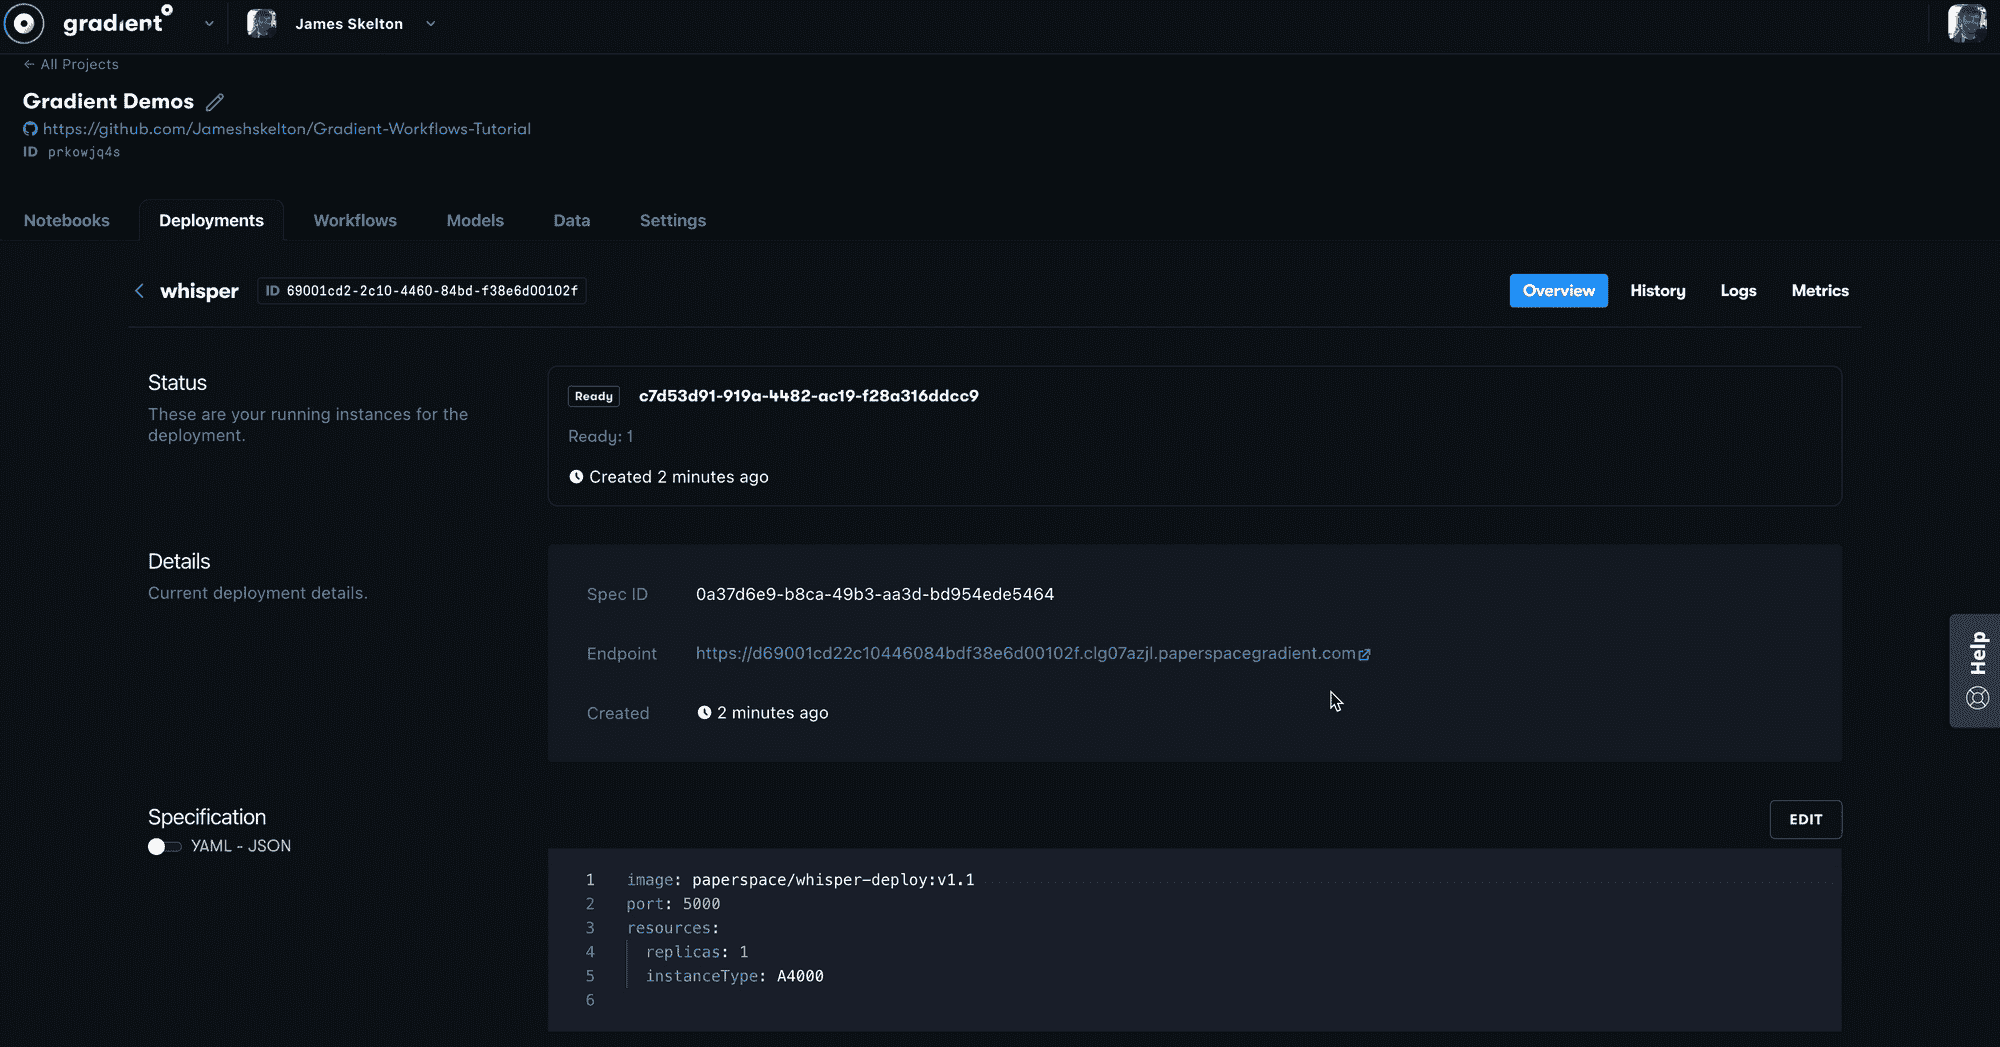 gradient
James Skelton
← All Projects
Gradient Demos
https://github.com/Jameshskelton/Gradient-Workflows-Tutorial
ID prkowjq4s
Notebooks
Deployments
Workflows
Models
Data
Settings
whisper
ID 69001cd2-2c10-4460-84bd-f38e6d00102f
Overview
History
Logs
Metrics
Status
These are your running instances for the
deployment.
Ready c7d53d91-919a-4482-ac19-f28a316ddcc9
Ready: 1
Created 2 minutes ago
Details
Current deployment details.
Spec ID 0a37d6e9-b8ca-49b3-aa3d-bd954ede5464
Endpoint https://d69001cd22c10446084bdf38e6d00102f.clg07azjl.paperspacegradient.com
Created 2 minutes ago
Help
Specification
YAML - JSON
EDIT
1 image: paperspace/whisper-deploy:v1.1
2 port: 5000
3 resources:
4 replicas: 1
5 instanceType: A4000
6